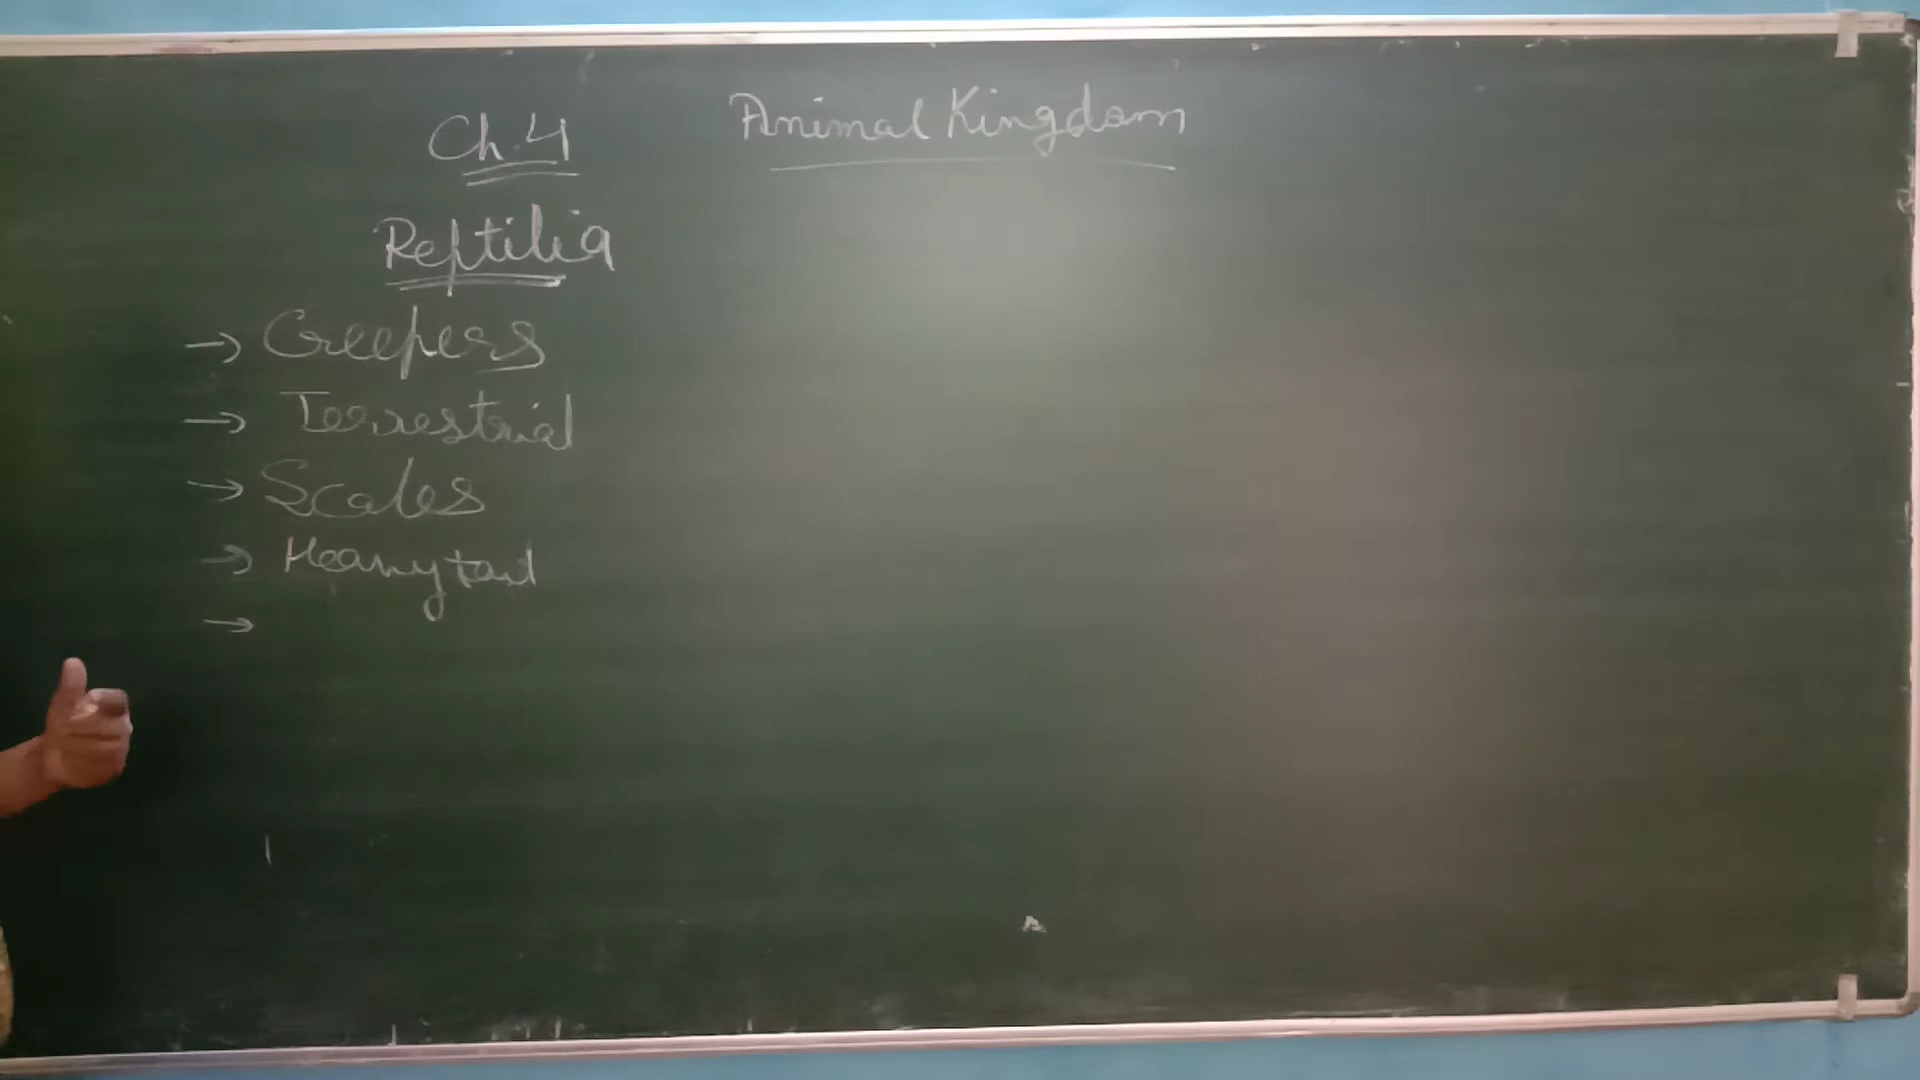 Ch.4 Animal Kingdom
Reptilia
→ Creepers
→ Terrestrial
→ Scales
→ Heavy tail
→